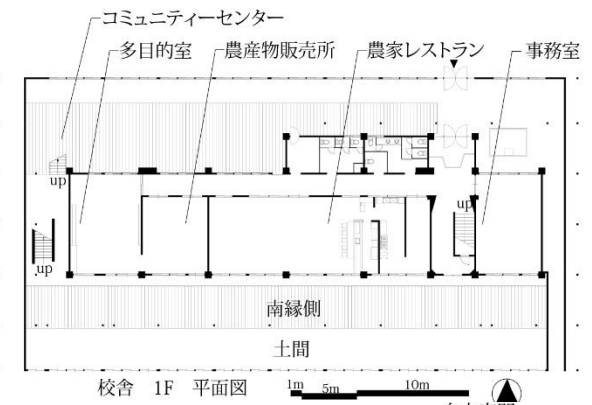 コミュニティーセンター
多目的室
農産物販売所
農家レストラン
事務室
up
up
up
南縁側
土間
校舎 1F 平面図
1m 5m 10m